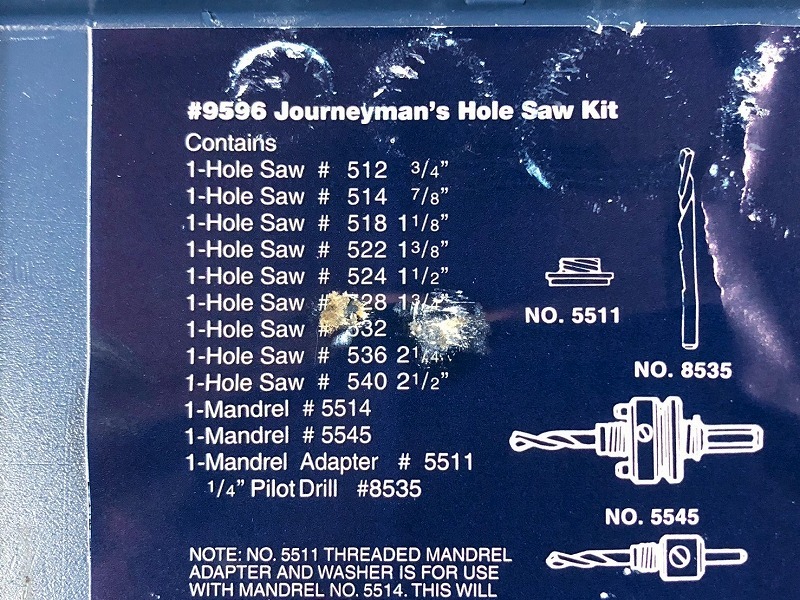 #9596 Journeyman's Hole Saw Kit
Contains
1-Hole Saw # 512 3/4"
1-Hole Saw # 514 7/8"
1-Hole Saw # 518 1 1/8"
1-Hole Saw # 522 1 3/8"
1-Hole Saw # 524 1 1/2"
1-Hole Saw # 1 3/4"
1-Hole Saw #
1-Hole Saw # 536 2 1/4"
1-Hole Saw # 540 2 1/2"
1-Mandrel # 5514
1-Mandrel # 5545
1-Mandrel Adapter # 5511
1/4" Pilot Drill #8535
NO. 5511
NO. 8535
NO. 5545
NOTE: NO. 5511 THREADED MANDREL
ADAPTER AND WASHER IS FOR USE
WITH MANDREL NO. 5514. THIS WILL